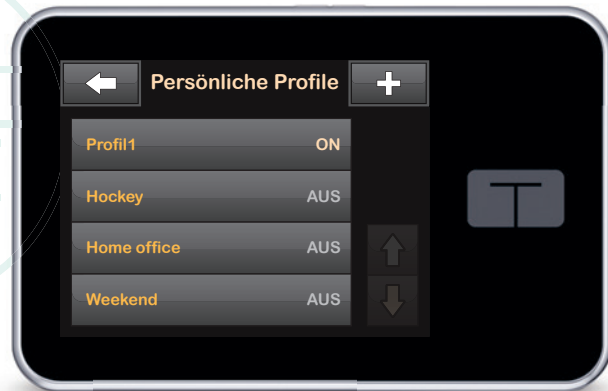 Persönliche Profile
Profil1 ON
Hockey AUS
Home office AUS
Weekend AUS